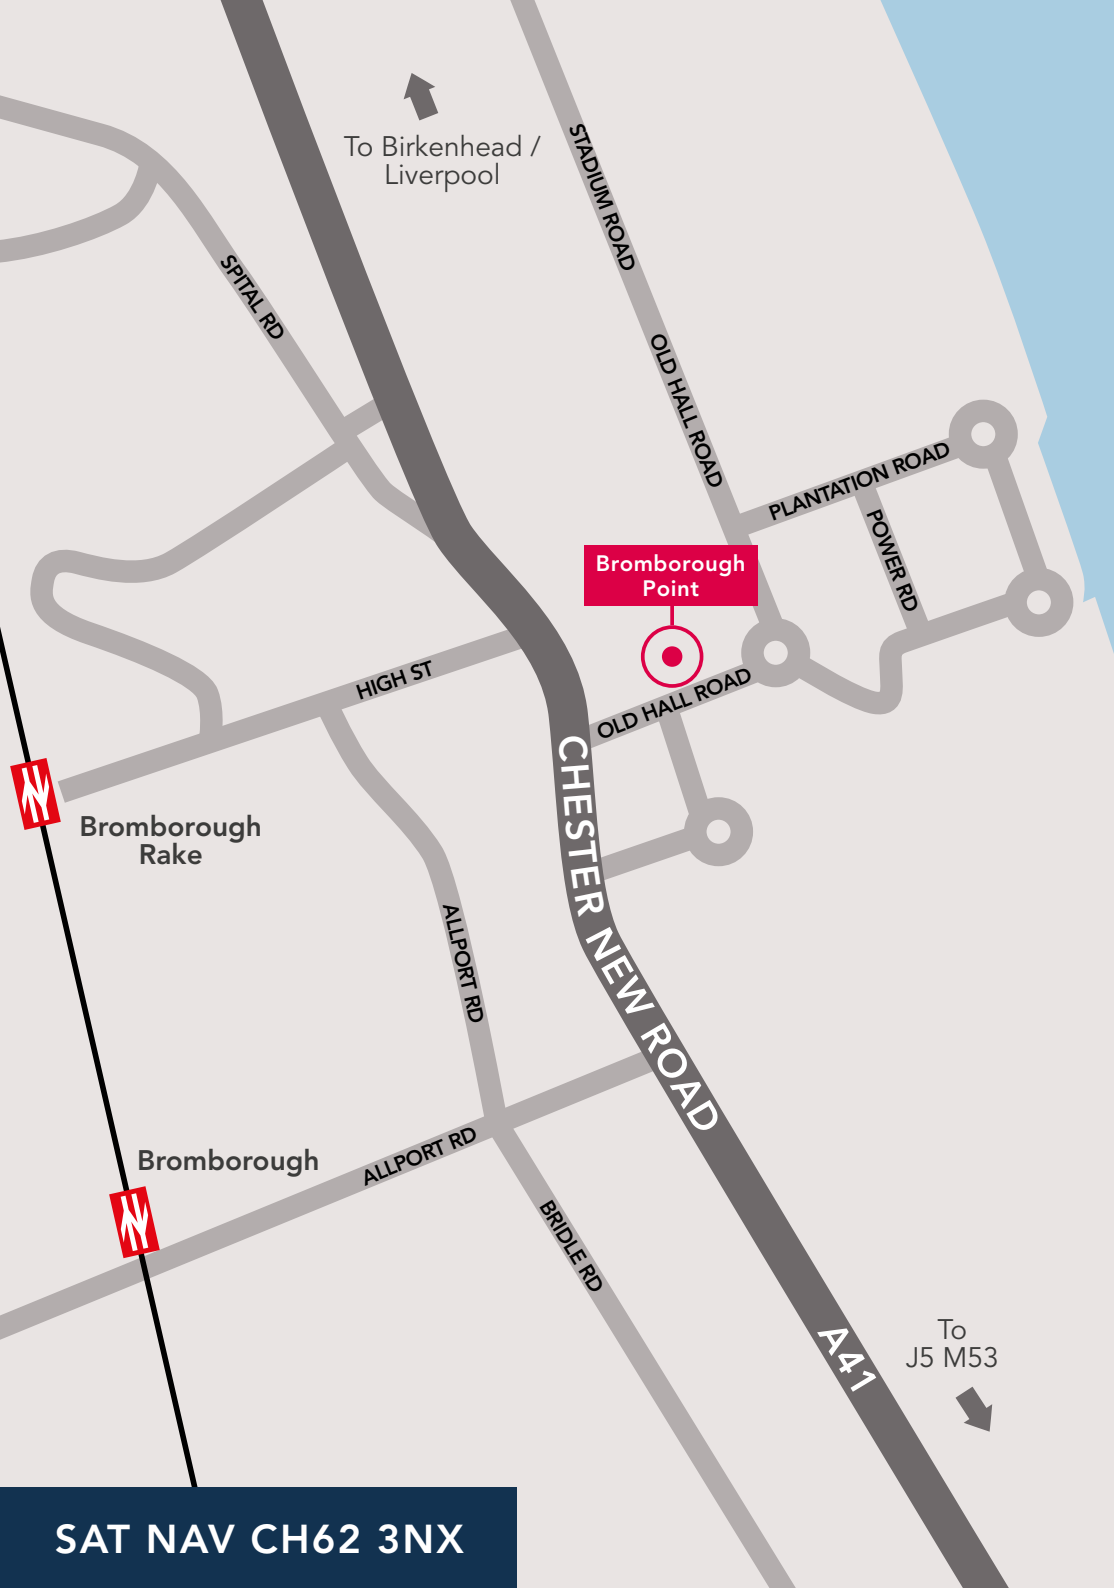 To Birkenhead /
Liverpool
STADIUM ROAD
SPITAL RD
OLD HALL ROAD
PLANTATION ROAD
POWER RD
Bromborough
Point
HIGH ST
OLD HALL ROAD
CHESTER NEW ROAD
Bromborough
Rake
ALLPORT RD
ALLPORT RD
Bromborough
BRIDLE RD
A41
To
J5 M53
SAT NAV CH62 3NX